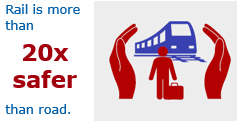 Rail is more
than
20x
safer
than road.